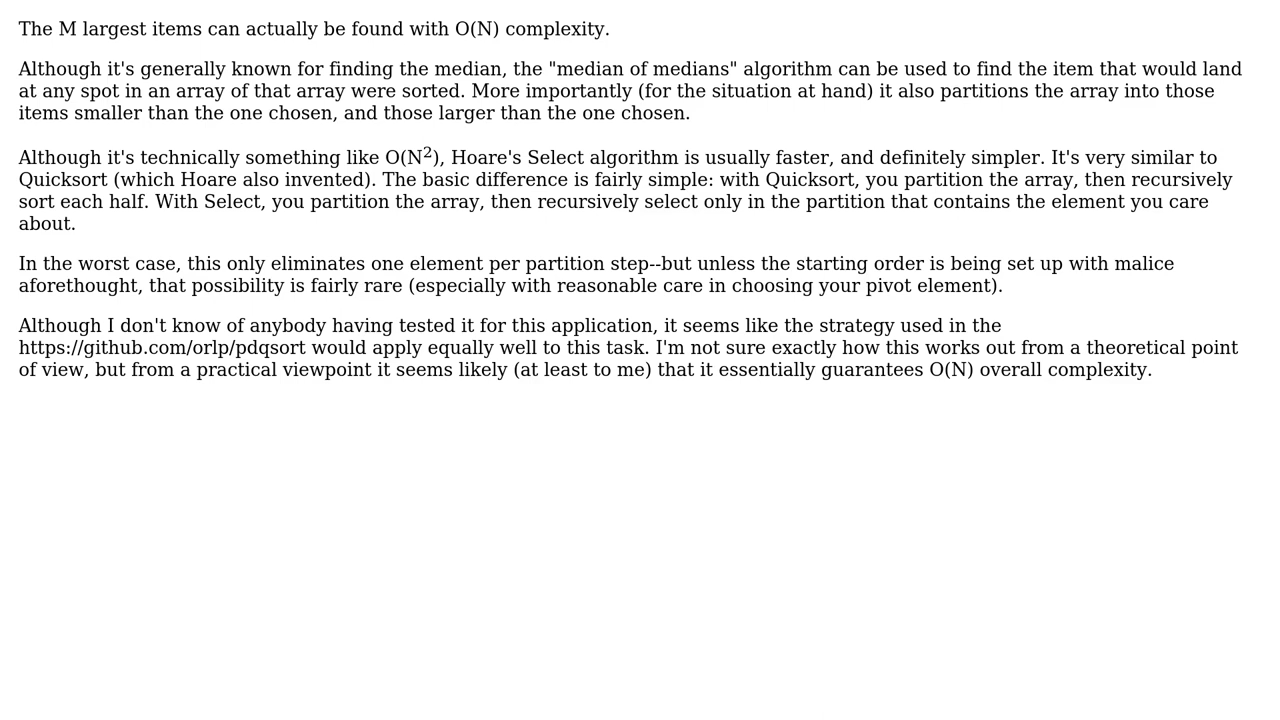 The M largest items can actually be found with O(N) complexity.
Although it's generally known for finding the median, the "median of medians" algorithm can be used to find the item that would land
at any spot in an array of that array were sorted. More importantly (for the situation at hand) it also partitions the array into those
items smaller than the one chosen, and those larger than the one chosen.
Although it's technically something like O(N²), Hoare's Select algorithm is usually faster, and definitely simpler. It's very similar to
Quicksort (which Hoare also invented). The basic difference is fairly simple: with Quicksort, you partition the array, then recursively
sort each half. With Select, you partition the array, then recursively select only in the partition that contains the element you care
about.
In the worst case, this only eliminates one element per partition step--but unless the starting order is being set up with malice
aforethought, that possibility is fairly rare (especially with reasonable care in choosing your pivot element).
Although I don't know of anybody having tested it for this application, it seems like the strategy used in the
https://github.com/orlp/pdqsort would apply equally well to this task. I'm not sure exactly how this works out from a theoretical point
of view, but from a practical viewpoint it seems likely (at least to me) that it essentially guarantees O(N) overall complexity.